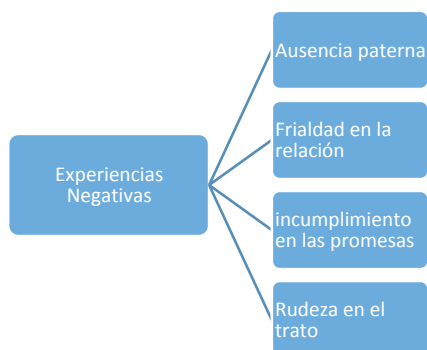 Experiencias
Negativas
Ausencia paterna
Frialdad en la
relación
incumplimiento
en las promesas
Rudeza en el
trato